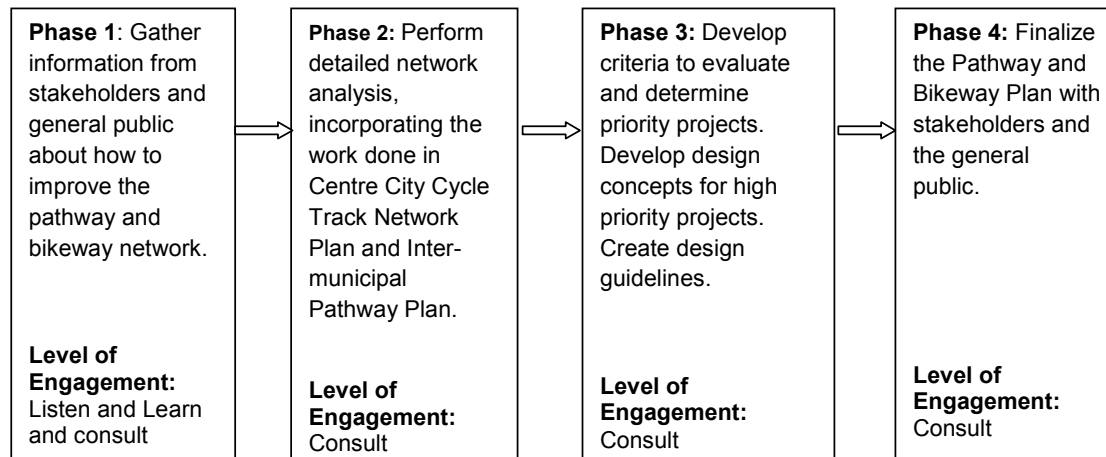 Phase 1: Gather
information from
stakeholders and
general public
about how to
improve the
pathway and
bikeway network.
Level of
Engagement:
Listen and Learn
and consult
Phase 2: Perform
detailed network
analysis,
incorporating the
work done in
Centre City Cycle
Track Network
Plan and Inter-
municipal
Pathway Plan.
Level of
Engagement:
Consult
Phase 3: Develop
criteria to evaluate
and determine
priority projects.
Develop design
concepts for high
priority projects.
Create design
guidelines.
Level of
Engagement:
Consult
Phase 4: Finalize
the Pathway and
Bikeway Plan with
stakeholders and
the general
public.
Level of
Engagement:
Consult